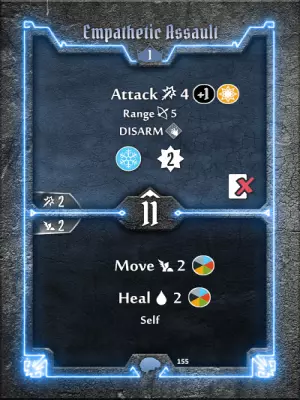 Empathetic Assault
1
Attack 4 +1
Range 5
DISARM
2
2
11
2
Move 2
Heal 2
Self
155